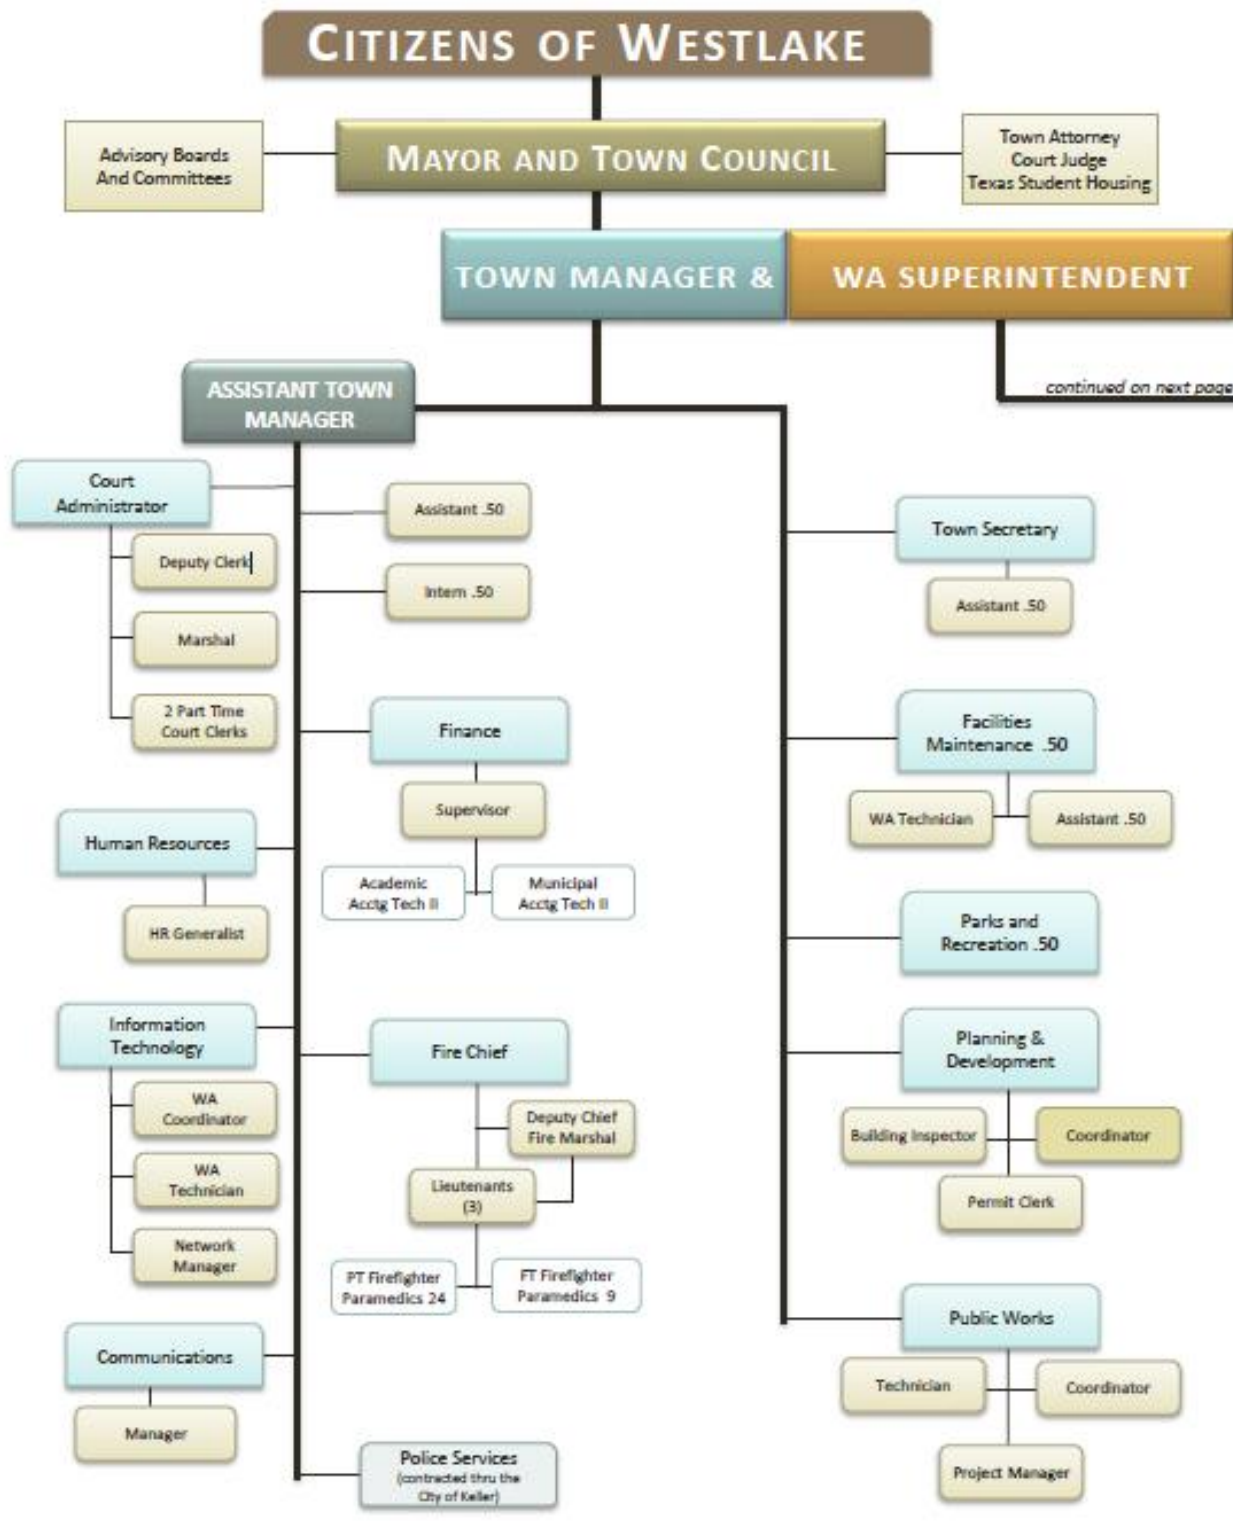 CITIZENS OF WESTLAKE
Advisory Boards
And Committees
MAYOR AND TOWN COUNCIL
Town Attorney
Court Judge
Texas Student Housing
TOWN MANAGER &
WA SUPERINTENDENT
continued on next page
ASSISTANT TOWN
MANAGER
Court
Administrator
Deputy Clerk
Marshal
2 Part Time
Court Clerks
Human Resources
HR Generalist
Information
Technology
WA
Coordinator
WA
Technician
Network
Manager
Communications
Manager
Assistant .50
Intern .50
Finance
Supervisor
Academic
Acctg Tech II
Municipal
Acctg Tech II
Fire Chief
Deputy Chief
Fire Marshal
Lieutenants
(3)
PT Firefighter
Paramedics 24
FT Firefighter
Paramedics 9
Police Services
(contracted thru the
City of Keller)
Town Secretary
Assistant .50
Facilities
Maintenance .50
WA Technician
Assistant .50
Parks and
Recreation .50
Planning &
Development
Building Inspector
Coordinator
Permit Clerk
Public Works
Technician
Coordinator
Project Manager